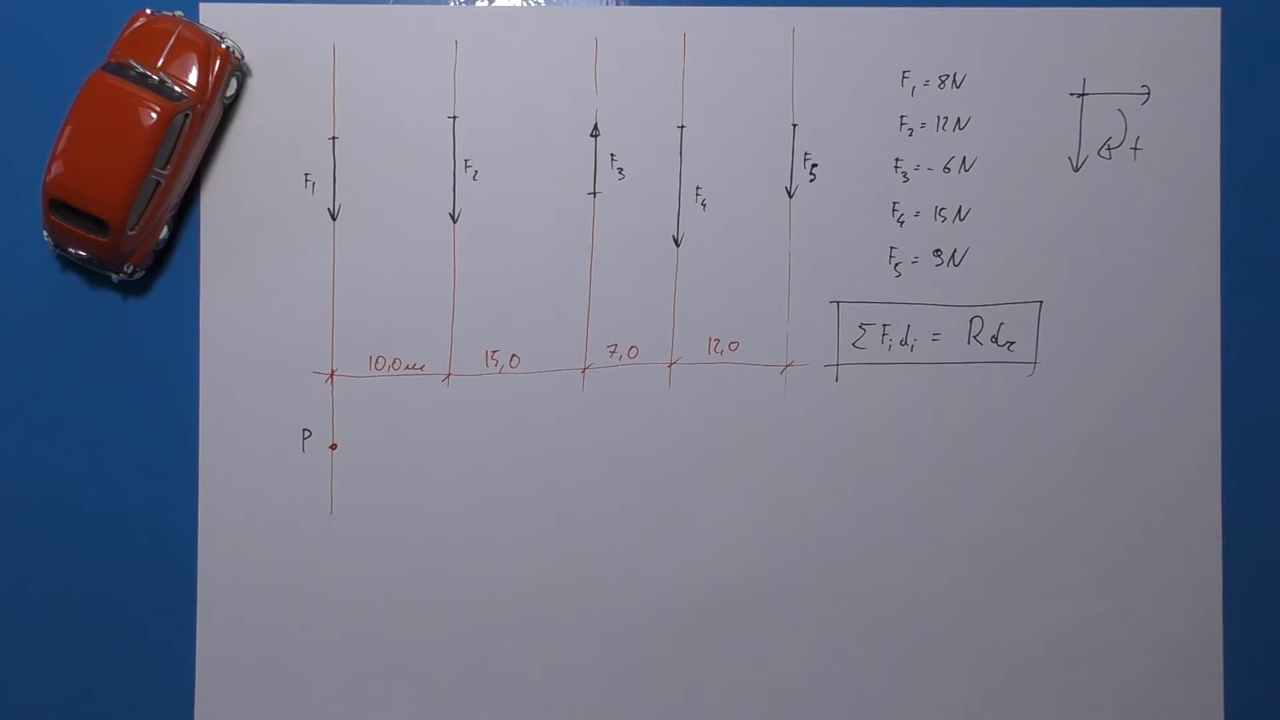 F₁ = 8N
F₂ = 12N
F₃ = - 6N
F₄ = 15N
F₅ = 9N
+
F₁
F₂
F₃
F₄
F₅
ΣFᵢdᵢ = Rdᵣ
10,0 m 15,0 7,0 12,0
P